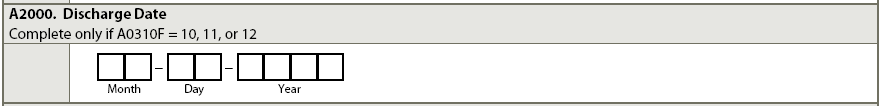 A2000. Discharge Date
Complete only if A0310F = 10, 11, or 12
– –
Month Day Year